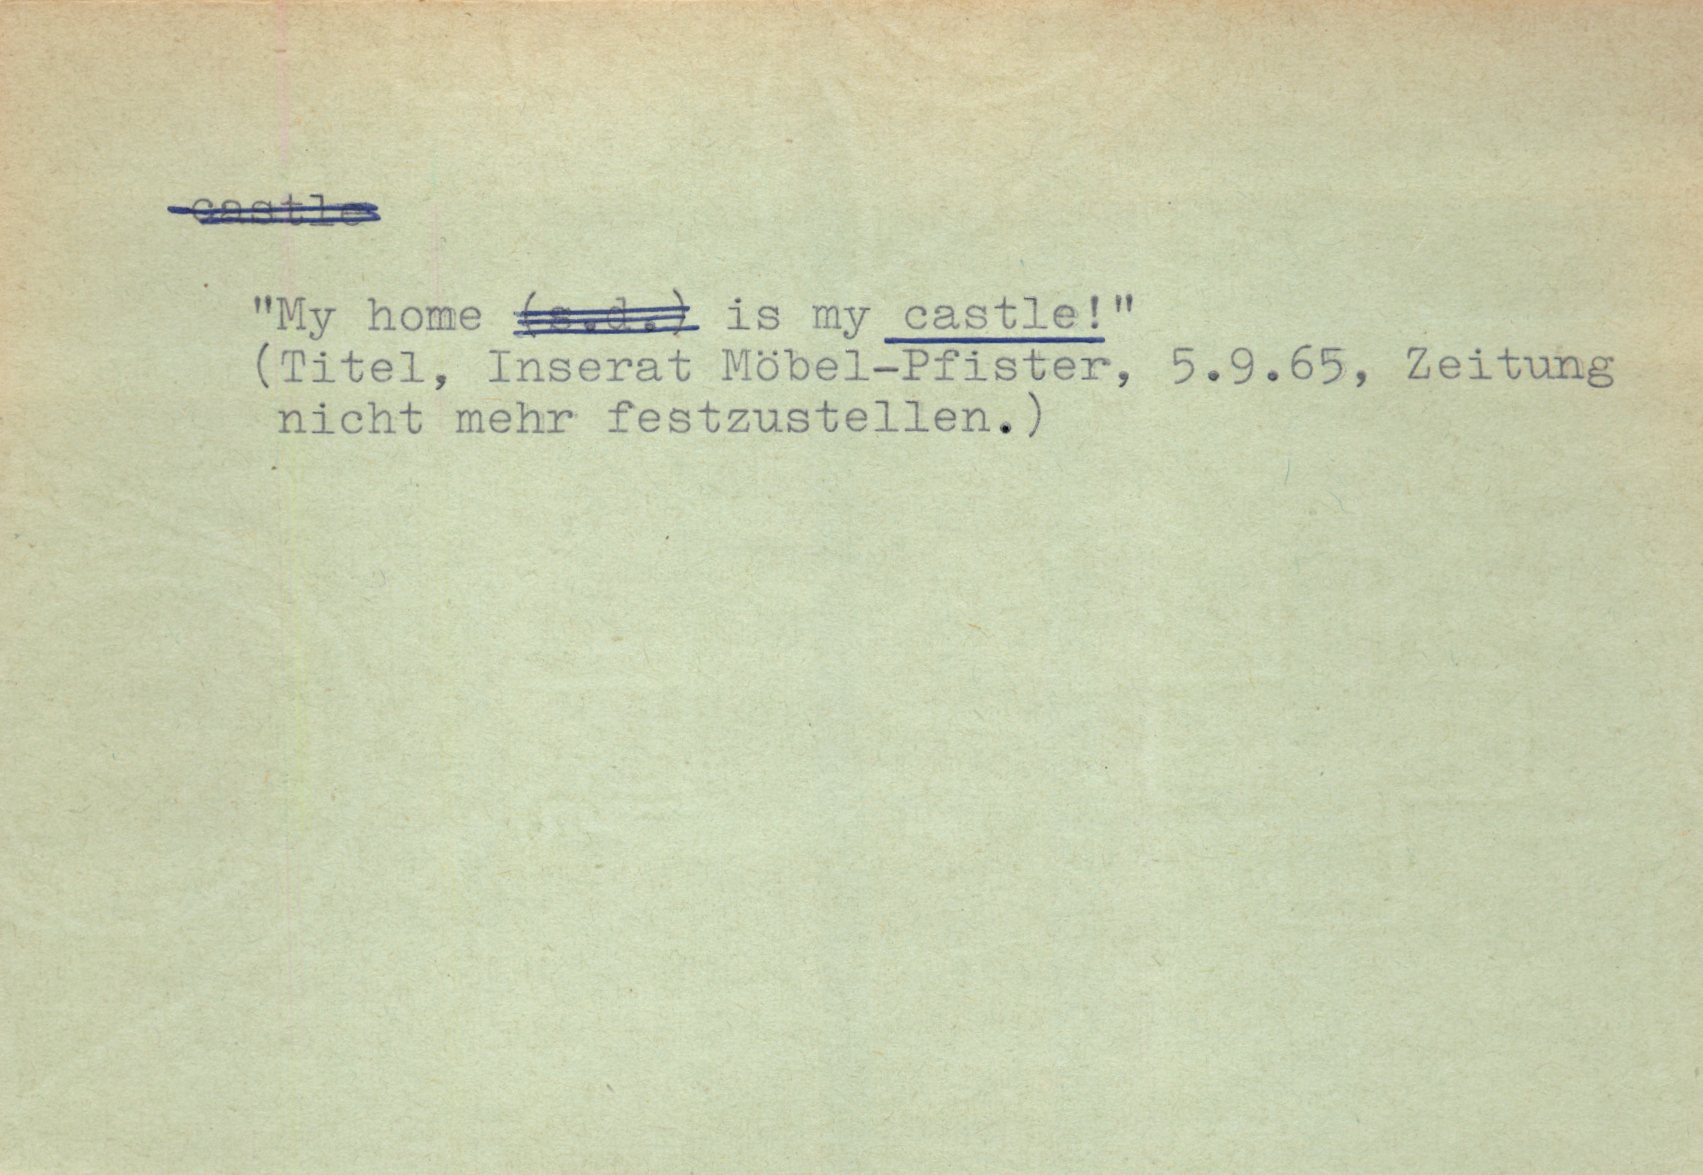 castle
"My home (s.d.) is my castle!"
(Titel, Inserat Möbel-Pfister, 5.9.65, Zeitung
nicht mehr festzustellen.)